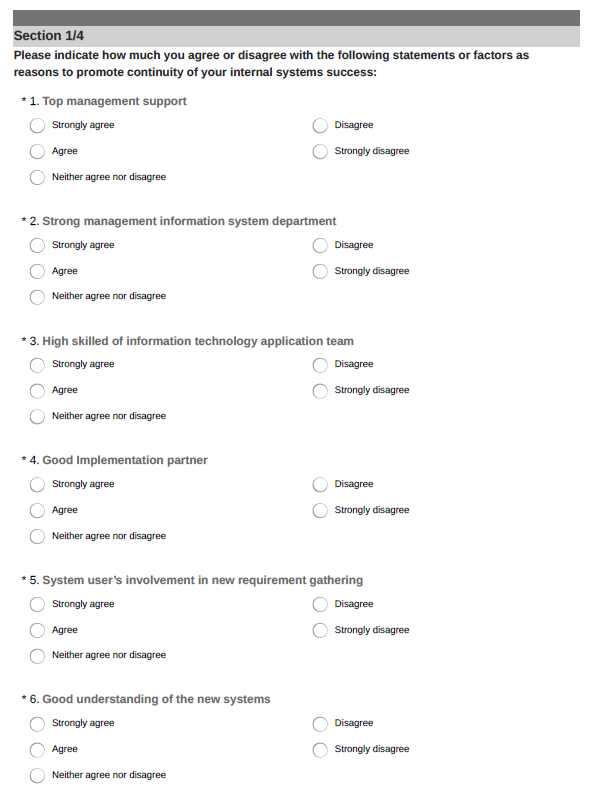 Section 1/4
Please indicate how much you agree or disagree with the following statements or factors as
reasons to promote continuity of your internal systems success:
* 1. Top management support
Strongly agree
Disagree
Agree
Strongly disagree
Neither agree nor disagree
* 2. Strong management information system department
Strongly agree
Disagree
Agree
Strongly disagree
Neither agree nor disagree
* 3. High skilled of information technology application team
Strongly agree
Disagree
Agree
Strongly disagree
Neither agree nor disagree
* 4. Good Implementation partner
Strongly agree
Disagree
Agree
Strongly disagree
Neither agree nor disagree
* 5. System user’s involvement in new requirement gathering
Strongly agree
Disagree
Agree
Strongly disagree
Neither agree nor disagree
* 6. Good understanding of the new systems
Strongly agree
Disagree
Agree
Strongly disagree
Neither agree nor disagree